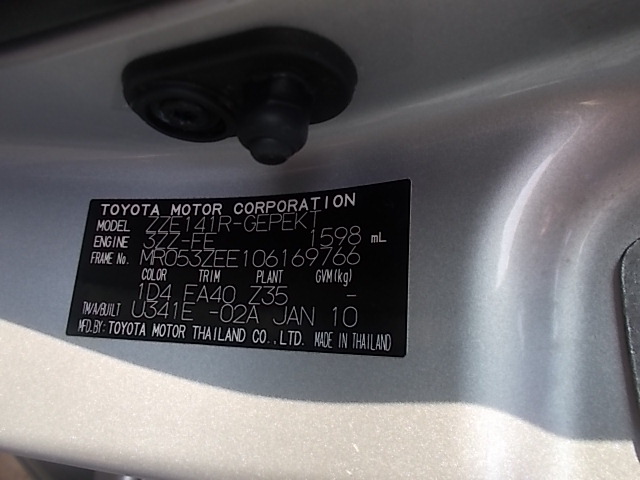 TOYOTA MOTOR CORPORATION
MODEL ZZE141R-GEPEKT
ENGINE 3ZZ-EE 1598 mL
FRAME No. MR053ZEE106169766
COLOR TRIM PLANT GVM(kg)
1D4 FA40 Z35 -
TM/A/BUILT U341E -02A JAN 10
MFD.BY: TOYOTA MOTOR THAILAND CO.,LTD. MADE IN THAILAND